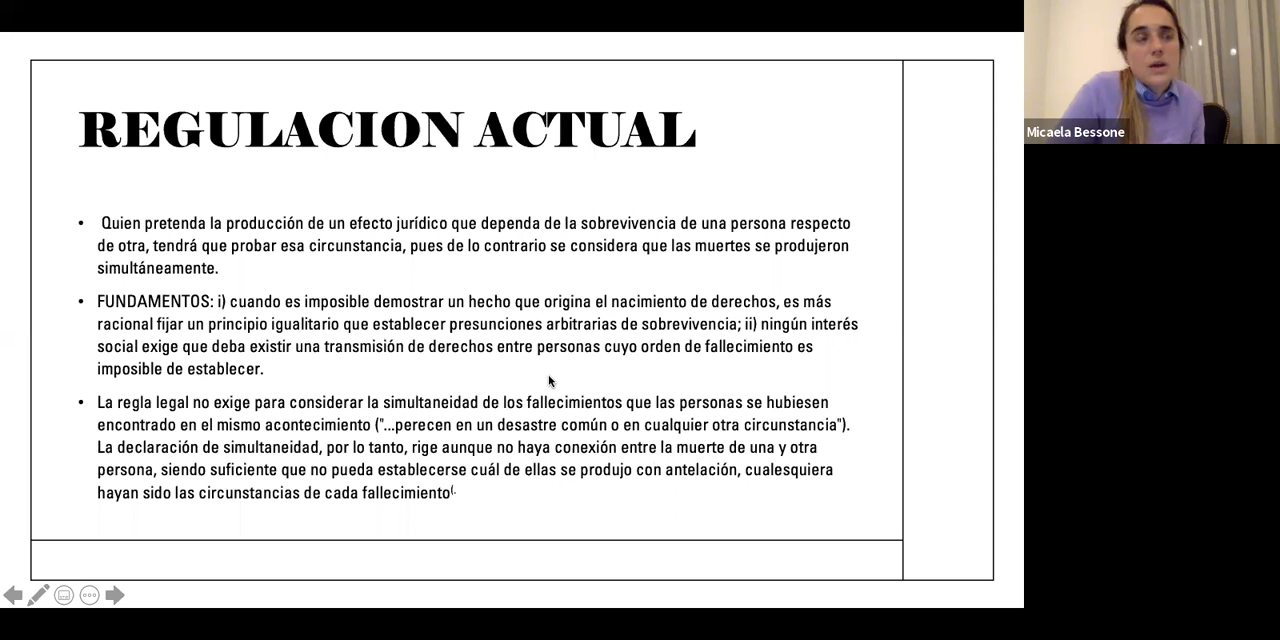 REGULACION ACTUAL
• Quien pretenda la producción de un efecto jurídico que dependa de la sobrevivencia de una persona respecto
de otra, tendrá que probar esa circunstancia, pues de lo contrario se considera que las muertes se produjeron
simultáneamente.
• FUNDAMENTOS: i) cuando es imposible demostrar un hecho que origina el nacimiento de derechos, es más
racional fijar un principio igualitario que establecer presunciones arbitrarias de sobrevivencia; ii) ningún interés
social exige que deba existir una transmisión de derechos entre personas cuyo orden de fallecimiento es
imposible de establecer.
• La regla legal no exige para considerar la simultaneidad de los fallecimientos que las personas se hubiesen
encontrado en el mismo acontecimiento ("...perecen en un desastre común o en cualquier otra circunstancia").
La declaración de simultaneidad, por lo tanto, rige aunque no haya conexión entre la muerte de una y otra
persona, siendo suficiente que no pueda establecerse cuál de ellas se produjo con antelación, cualesquiera
hayan sido las circunstancias de cada fallecimiento(.
Micaela Bessone